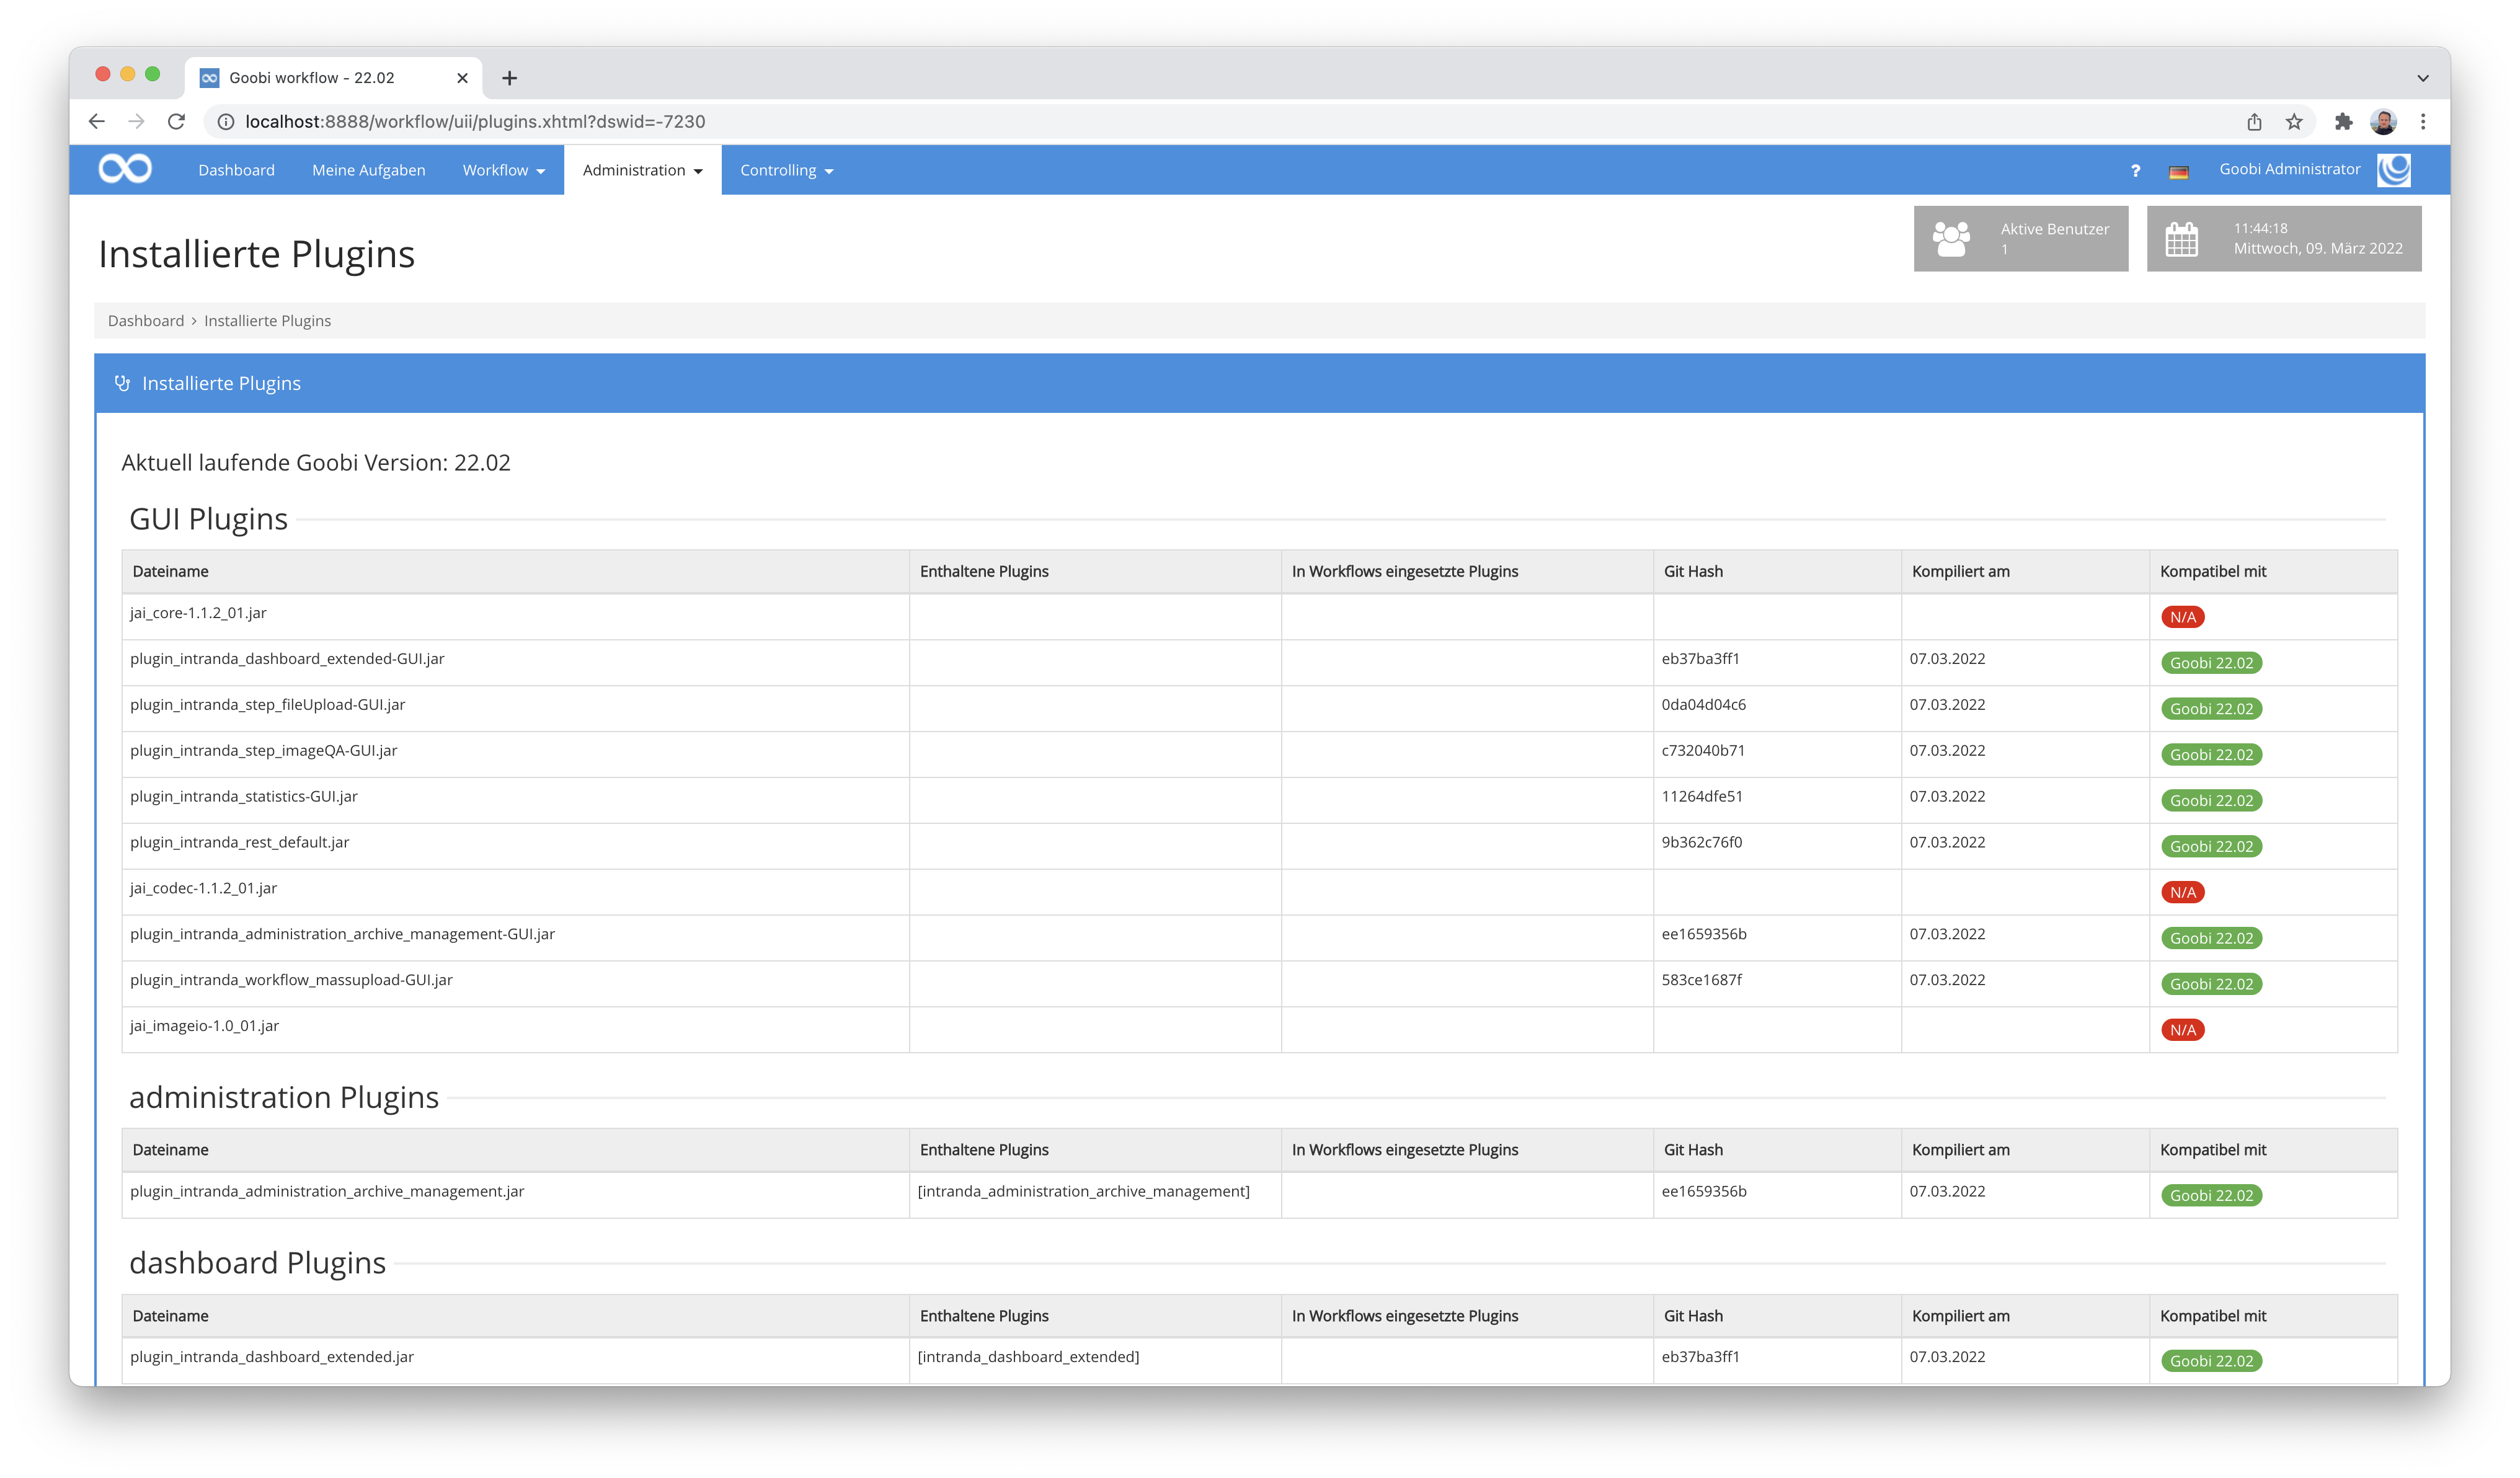 Goobi workflow - 22.02
localhost:8888/workflow/uii/plugins.xhtml?dswid=-7230
Dashboard Meine Aufgaben Workflow Administration Controlling ? Goobi Administrator
Installierte Plugins
Aktive Benutzer
1
11:44:18
Mittwoch, 09. März 2022
Dashboard › Installierte Plugins
Installierte Plugins
Aktuell laufende Goobi Version: 22.02
GUI Plugins
Dateiname Enthaltene Plugins In Workflows eingesetzte Plugins Git Hash Kompiliert am Kompatibel mit
jai_core-1.1.2_01.jar N/A
plugin_intranda_dashboard_extended-GUI.jar eb37ba3ff1 07.03.2022 Goobi 22.02
plugin_intranda_step_fileUpload-GUI.jar 0da04d04c6 07.03.2022 Goobi 22.02
plugin_intranda_step_imageQA-GUI.jar c732040b71 07.03.2022 Goobi 22.02
plugin_intranda_statistics-GUI.jar 11264dfe51 07.03.2022 Goobi 22.02
plugin_intranda_rest_default.jar 9b362c76f0 07.03.2022 Goobi 22.02
jai_codec-1.1.2_01.jar N/A
plugin_intranda_administration_archive_management-GUI.jar ee1659356b 07.03.2022 Goobi 22.02
plugin_intranda_workflow_massupload-GUI.jar 583ce1687f 07.03.2022 Goobi 22.02
jai_imageio-1.0_01.jar N/A
administration Plugins
Dateiname Enthaltene Plugins In Workflows eingesetzte Plugins Git Hash Kompiliert am Kompatibel mit
plugin_intranda_administration_archive_management.jar [intranda_administration_archive_management] ee1659356b 07.03.2022 Goobi 22.02
dashboard Plugins
Dateiname Enthaltene Plugins In Workflows eingesetzte Plugins Git Hash Kompiliert am Kompatibel mit
plugin_intranda_dashboard_extended.jar [intranda_dashboard_extended] eb37ba3ff1 07.03.2022 Goobi 22.02